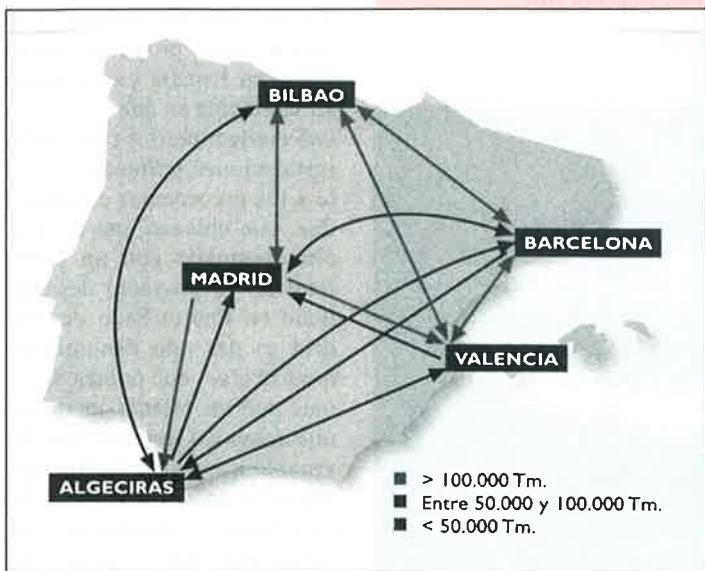 BILBAO
BARCELONA
MADRID
VALENCIA
ALGECIRAS
> 100.000 Tm.
Entre 50.000 y 100.000 Tm.
< 50.000 Tm.